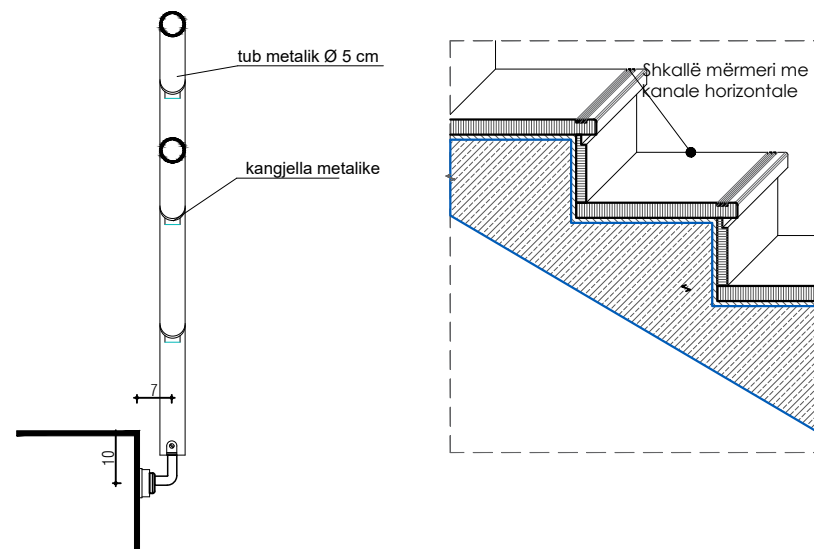 tub metalik Ø 5 cm
kangjella metalike
7
10
Shkallë mërmeri me
kanale horizontale